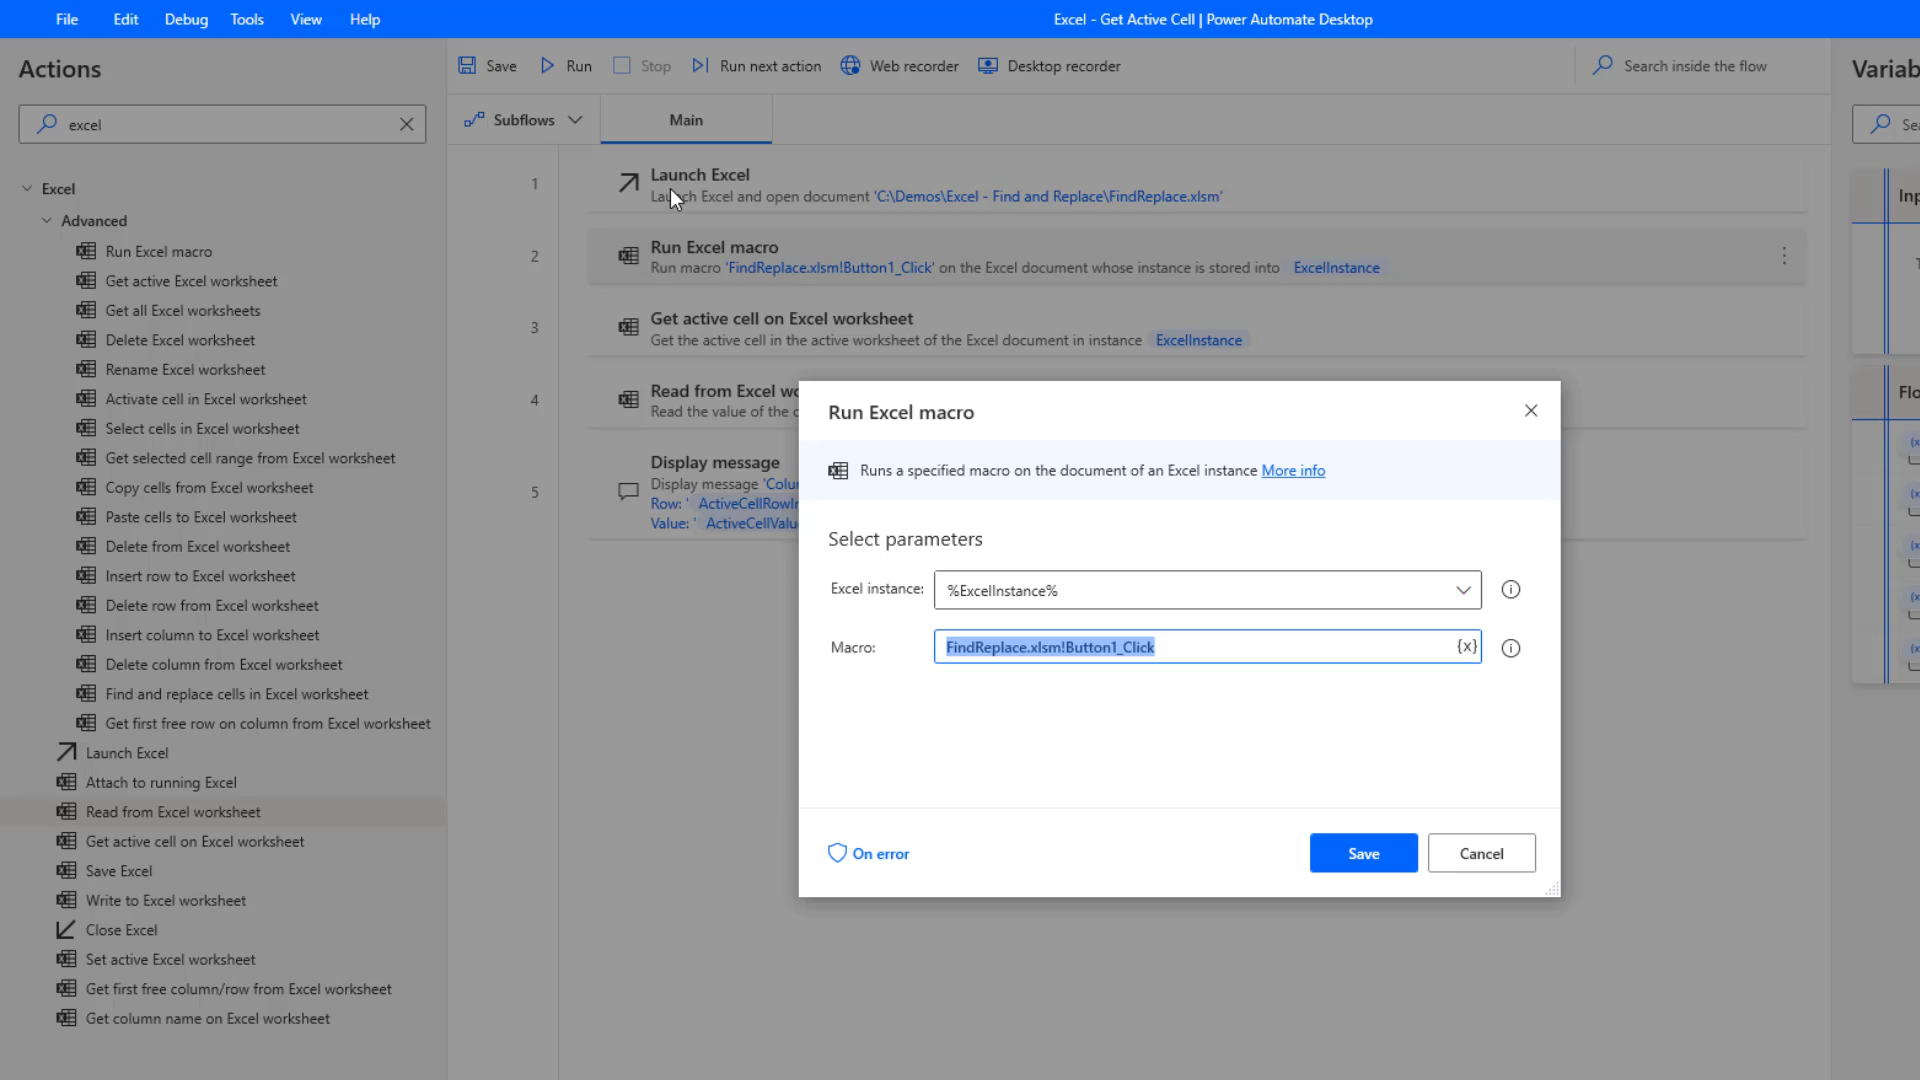 File Edit Debug Tools View Help
Excel - Get Active Cell | Power Automate Desktop
Actions
excel
Excel
Advanced
Run Excel macro
Get active Excel worksheet
Get all Excel worksheets
Delete Excel worksheet
Rename Excel worksheet
Activate cell in Excel worksheet
Select cells in Excel worksheet
Get selected cell range from Excel worksheet
Copy cells from Excel worksheet
Paste cells to Excel worksheet
Delete from Excel worksheet
Insert row to Excel worksheet
Delete row from Excel worksheet
Insert column to Excel worksheet
Delete column from Excel worksheet
Find and replace cells in Excel worksheet
Get first free row on column from Excel worksheet
Launch Excel
Attach to running Excel
Read from Excel worksheet
Get active cell on Excel worksheet
Save Excel
Write to Excel worksheet
Close Excel
Set active Excel worksheet
Get first free column/row from Excel worksheet
Get column name on Excel worksheet
Save Run Stop Run next action Web recorder Desktop recorder
Search inside the flow
Subflows Main
1
Launch Excel
Launch Excel and open document 'C:\Demos\Excel - Find and Replace\FindReplace.xlsm'
2
Run Excel macro
Run macro 'FindReplace.xlsm!Button1_Click' on the Excel document whose instance is stored into ExcelInstance
3
Get active cell on Excel worksheet
Get the active cell in the active worksheet of the Excel document in instance ExcelInstance
4
Read from Excel wo
Read the value of the c
5
Display message
Display message 'Colu
Row: ' ActiveCellRowIn
Value: ' ActiveCellValu
Run Excel macro
Runs a specified macro on the document of an Excel instance More info
Select parameters
Excel instance: %ExcelInstance%
Macro: FindReplace.xlsm!Button1_Click {x}
On error
Save Cancel
Variab
Sea
Inp
Flo